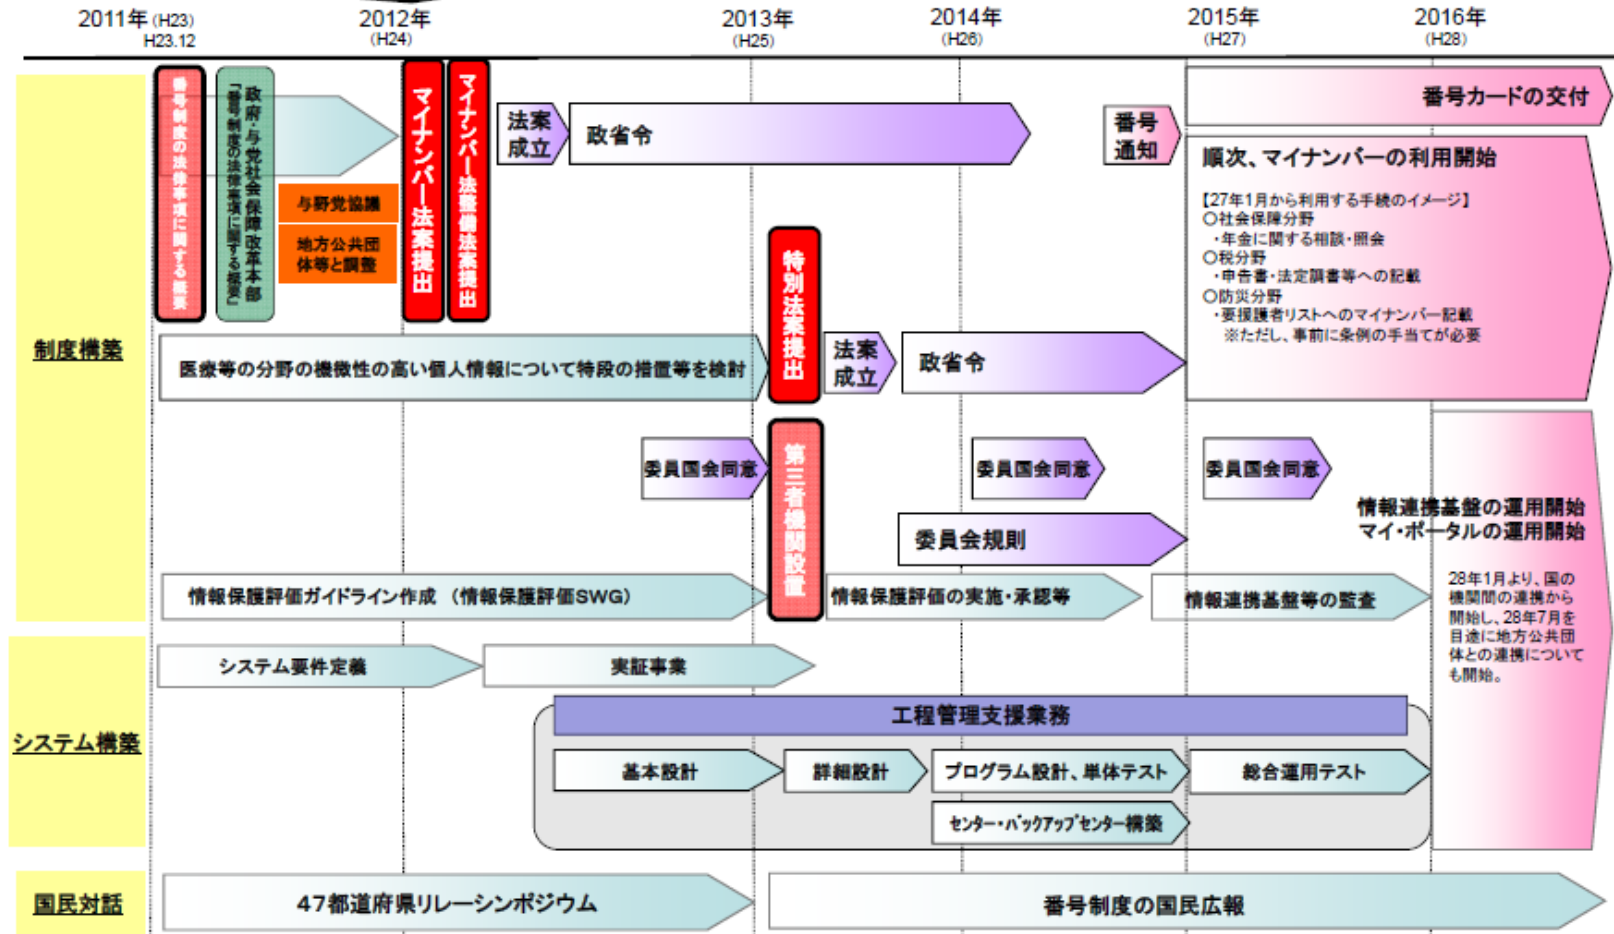 2011年(H23)
H23.12
2012年
(H24)
2013年
(H25)
2014年
(H26)
2015年
(H27)
2016年
(H28)
制度構築
番号制度の法律事項に関する概要
政府・与党社会保障改革本部
「番号制度の法律事項に関する概要」
与野党協議
地方公共団
体等と調整
マイナンバー法案提出
マイナンバー法整備法案提出
法案
成立
政省令
番号
通知
番号カードの交付
順次、マイナンバーの利用開始
【27年1月から利用する手続のイメージ】
○社会保障分野
・年金に関する相談・照会
○税分野
・申告書・法定調書等への記載
○防災分野
・要援護者リストへのマイナンバー記載
※ただし、事前に条例の手当てが必要
医療等の分野の機微性の高い個人情報について特段の措置等を検討
特別法案提出
法案
成立
政省令
委員国会同意
第三者機関設置
委員国会同意
委員国会同意
委員会規則
情報連携基盤の運用開始
マイ・ポータルの運用開始
28年1月より、国の
機関間の連携から
開始し、28年7月を
目途に地方公共団
体との連携について
も開始。
情報保護評価ガイドライン作成 (情報保護評価SWG)
情報保護評価の実施・承認等
情報連携基盤等の監査
システム構築
システム要件定義
実証事業
工程管理支援業務
基本設計
詳細設計
プログラム設計、単体テスト
総合運用テスト
センター・バックアップセンター構築
国民対話
47都道府県リレーシンポジウム
番号制度の国民広報